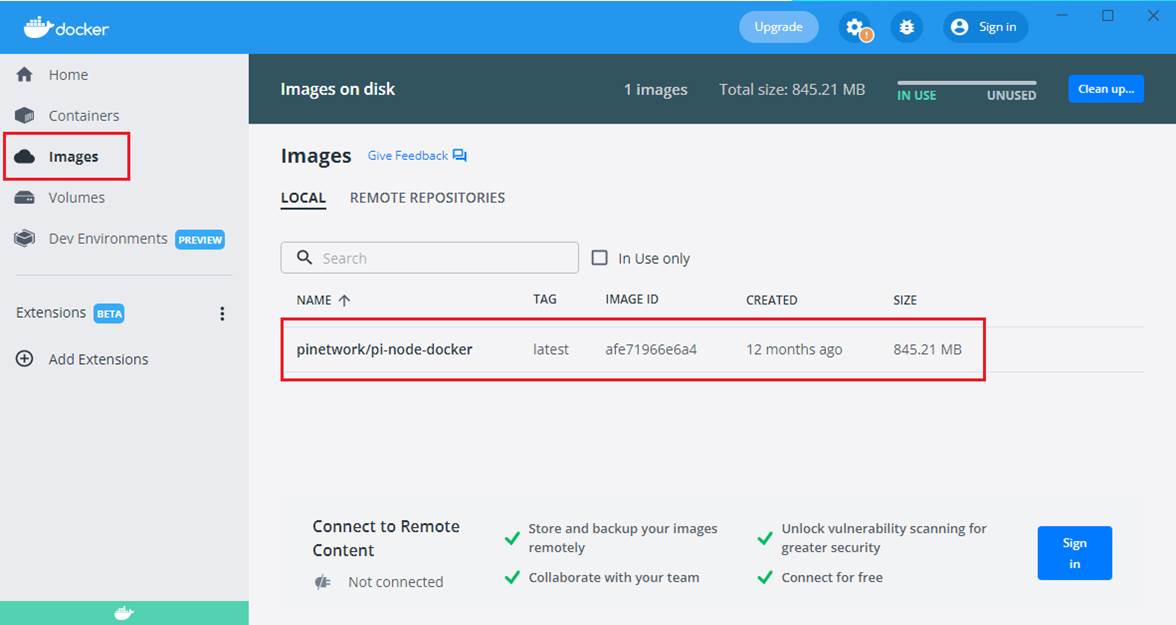 docker
Upgrade
!
Sign in
Home
Containers
Images
Volumes
Dev Environments PREVIEW
Extensions BETA
Add Extensions
Images on disk
1 images
Total size: 845.21 MB
IN USE
UNUSED
Clean up...
Images
Give Feedback
LOCAL
REMOTE REPOSITORIES
Search
In Use only
NAME
TAG
IMAGE ID
CREATED
SIZE
pinetwork/pi-node-docker
latest
afe71966e6a4
12 months ago
845.21 MB
Connect to Remote
Content
Not connected
Store and backup your images
remotely
Collaborate with your team
Unlock vulnerability scanning for
greater security
Connect for free
Sign
in